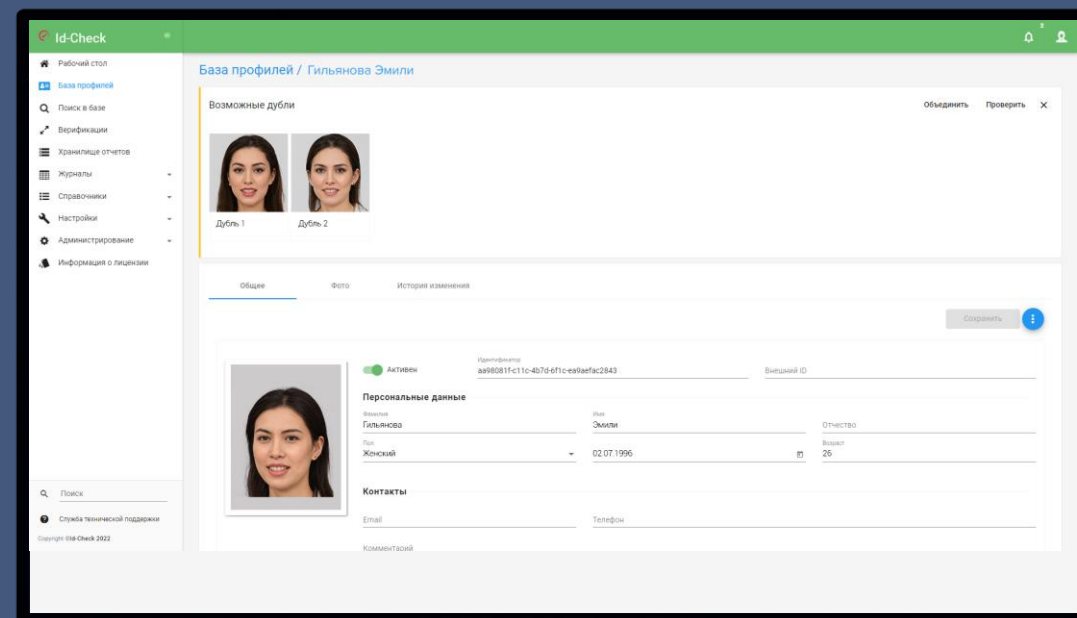 Id-Check
3
Рабочий стол
База профилей
Поиск в базе
Верификации
Хранилище отчетов
Журналы
Справочники
Настройки
Администрирование
Информация о лицензии
Поиск
Служба технической поддержки
Copyright ©Id-Check 2022
База профилей / Гильянова Эмили
Возможные дубли
Объединить Проверить
Дубль 1 Дубль 2
Общее Фото История изменения
Сохранить
Активен
Идентификатор
aa98081f-c11c-4b7d-6f1c-ea9aefac2843
Внешний ID
Персональные данные
Фамилия Имя
Гильянова Эмили Отчество
Пол Возраст
Женский 02.07.1996 26
Контакты
Email Телефон
Комментарий